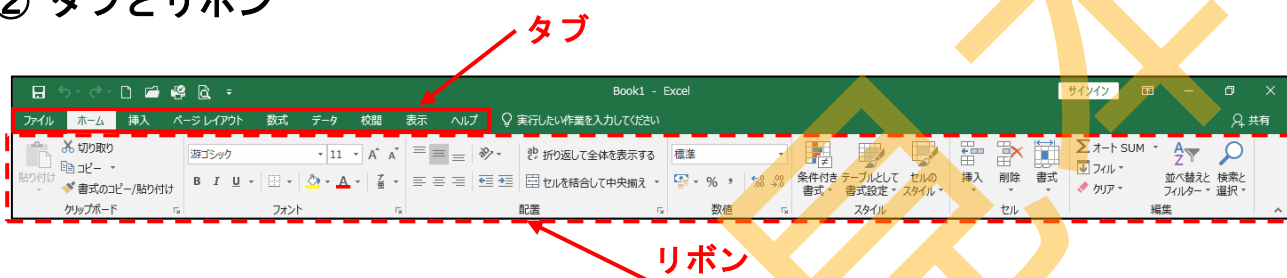 ② タブとリボン
タブ
Book1 - Excel サインイン
ファイル ホーム 挿入 ページ レイアウト 数式 データ 校閲 表示 ヘルプ 実行したい作業を入力してください 共有
貼り付け 切り取り コピー 書式のコピー/貼り付け
クリップボード
游ゴシック 11 A A
B I U A
フォント
折り返して全体を表示する
セルを結合して中央揃え
配置
標準
% , .00
数値
条件付き書式 テーブルとして書式設定 セルのスタイル
スタイル
挿入 削除 書式
セル
Σ オート SUM
フィル
クリア
並べ替えと フィルター 検索と 選択
編集
リボン